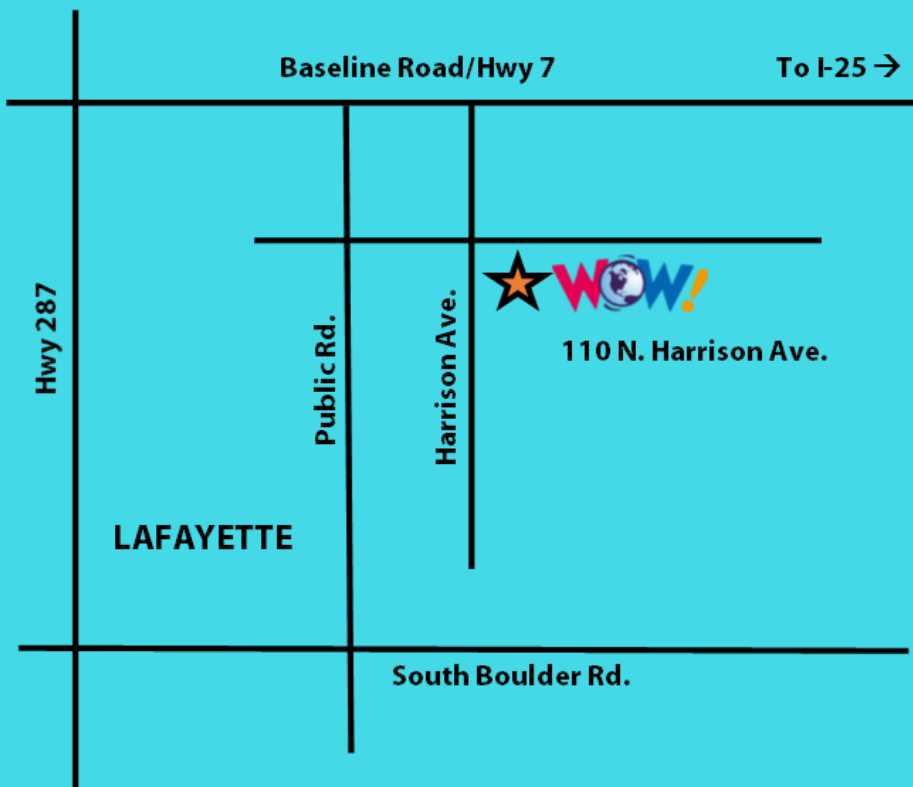 Baseline Road/Hwy 7
To I-25 →
Hwy 287
Public Rd.
Harrison Ave.
WOW!
110 N. Harrison Ave.
LAFAYETTE
South Boulder Rd.